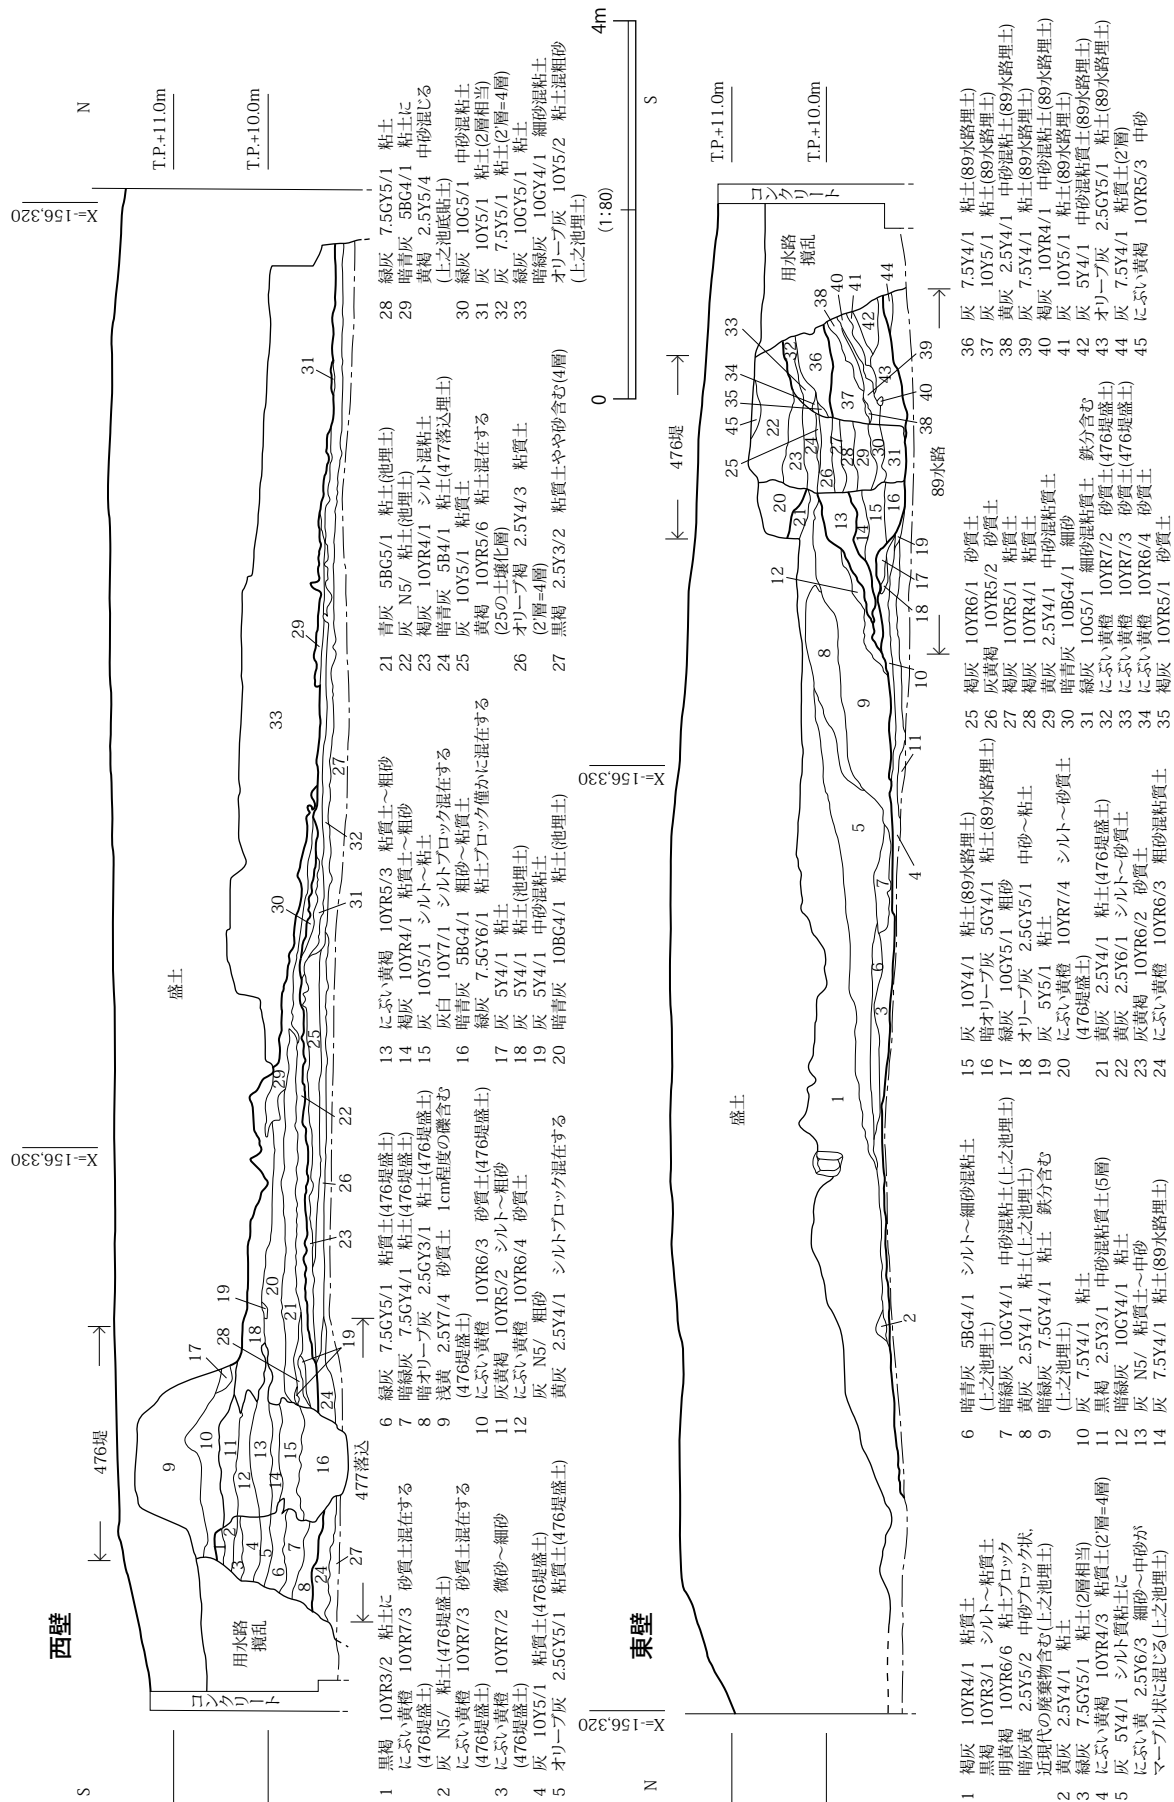 西壁
S
N
T.P.+11.0m
T.P.+10.0m
X=-156,330
X=-156,320
盛土
476堤
477落込
用水路
撹乱
コンクリート
1 黒褐 10YR3/2 粘土に
にぶい黄橙 10YR7/3 砂質土混在する
(476堤盛土)
2 灰 N5/ 粘土(476堤盛土)
にぶい黄橙 10YR7/3 砂質土混在する
(476堤盛土)
3 にぶい黄橙 10YR7/2 微砂～細砂
(476堤盛土)
4 灰 10Y5/1 粘質土(476堤盛土)
5 オリーブ灰 2.5GY5/1 粘質土(476堤盛土)
6 緑灰 7.5GY5/1 粘質土(476堤盛土)
7 暗緑灰 7.5GY4/1 粘土(476堤盛土)
8 暗オリーブ灰 2.5GY3/1 粘土(476堤盛土)
9 浅黄 2.5Y7/4 砂質土 1cm程度の礫含む
(476堤盛土)
10 にぶい黄橙 10YR6/3 砂質土(476堤盛土)
11 灰黄褐 10YR5/2 シルト～粗砂
12 にぶい黄橙 10YR6/4 砂質土
灰 N5/ 粗砂
黄灰 2.5Y4/1 シルトブロック混在する
13 にぶい黄褐 10YR5/3 粘質土～粗砂
14 褐灰 10YR4/1 粘質土～粗砂
15 灰 10Y5/1 シルト～粘土
灰白 10Y7/1 シルトブロック混在する
16 暗青灰 5BG4/1 粗砂～粘質土
緑灰 7.5GY6/1 粘土ブロック僅かに混在する
17 灰 5Y4/1 粘土
18 灰 5Y4/1 粘土(池埋土)
19 灰 5Y4/1 中砂混粘土
20 暗青灰 10BG4/1 粘土(池埋土)
21 青灰 5BG5/1 粘土(池埋土)
22 灰 N5/ 粘土(池埋土)
23 褐灰 10YR4/1 シルト混粘土
24 暗青灰 5B4/1 粘土(477落込埋土)
25 灰 10Y5/1 粘質土
黄褐 10YR5/6 粘土混在する
(25の土壌化層)
26 オリーブ褐 2.5Y4/3 粘質土
(2'層=4層)
27 黒褐 2.5Y3/2 粘質土やや砂含む(4層)
28 緑灰 7.5GY5/1 粘土
29 暗青灰 5BG4/1 粘土に
黄褐 2.5Y5/4 中砂混じる
(上之池底貼土)
30 緑灰 10G5/1 中砂混粘土
31 灰 10Y5/1 粘土(2層相当)
32 灰 7.5Y5/1 粘土(2'層=4層)
33 緑灰 10GY5/1 粘土
暗緑灰 10GY4/1 細砂混粘土
オリーブ灰 10Y5/2 粘土混粗砂
(上之池埋土)
0
(1:80)
4m
東壁
N
S
T.P.+11.0m
T.P.+10.0m
X=-156,320
X=-156,330
盛土
476堤
89水路
用水路
撹乱
コンクリート
1 褐灰 10YR4/1 粘質土
黒褐 10YR3/1 シルト～粘質土
明黄褐 10YR6/6 粘土ブロック
暗灰黄 2.5Y5/2 中砂ブロック状、
近現代の廃棄物含む(上之池埋土)
2 黄灰 2.5Y4/1 粘土
3 緑灰 7.5GY5/1 粘土(2層相当)
4 にぶい黄褐 10YR4/3 粘質土(2'層=4層)
5 灰 5Y4/1 シルト質粘土に
にぶい黄 2.5Y6/3 細砂～中砂が
マーブル状に混じる(上之池埋土)
6 暗青灰 5BG4/1 シルト～細砂混粘土
(上之池埋土)
7 暗緑灰 10GY4/1 中砂混粘土(上之池埋土)
8 黄灰 2.5Y4/1 粘土(上之池埋土)
9 暗緑灰 7.5GY4/1 粘土 鉄分含む
(上之池埋土)
10 灰 7.5Y4/1 粘土
11 黒褐 2.5Y3/1 中砂混粘質土(5層)
12 暗緑灰 10GY4/1 粘土
13 灰 N5/ 粘質土～中砂
14 灰 7.5Y4/1 粘土(89水路埋土)
15 灰 10Y4/1 粘土(89水路埋土)
16 暗オリーブ灰 5GY4/1 粘土(89水路埋土)
17 緑灰 10GY5/1 粗砂
18 オリーブ灰 2.5GY5/1 中砂～粘土
19 灰 5Y5/1 粘土
20 にぶい黄橙 10YR7/4 シルト～砂質土
(476堤盛土)
21 黄灰 2.5Y4/1 粘土(476堤盛土)
22 黄灰 2.5Y6/1 シルト～砂質土
23 灰黄褐 10YR6/2 砂質土
24 にぶい黄橙 10YR6/3 粗砂混粘質土
25 褐灰 10YR6/1 砂質土
26 灰黄褐 10YR5/2 砂質土
27 褐灰 10YR5/1 粘質土
28 褐灰 10YR4/1 粘質土
29 黄灰 2.5Y4/1 中砂混粘質土
30 暗青灰 10BG4/1 細砂
31 緑灰 10G5/1 細砂混粘質土 鉄分含む
32 にぶい黄橙 10YR7/2 砂質土(476堤盛土)
33 にぶい黄橙 10YR7/3 砂質土(476堤盛土)
34 にぶい黄橙 10YR6/4 砂質土
35 褐灰 10YR5/1 砂質土
36 灰 7.5Y4/1 粘土(89水路埋土)
37 灰 10Y5/1 粘土(89水路埋土)
38 黄灰 2.5Y4/1 中砂混粘土(89水路埋土)
39 灰 7.5Y4/1 粘土(89水路埋土)
40 褐灰 10YR4/1 中砂混粘土(89水路埋土)
41 灰 10Y5/1 粘土(89水路埋土)
42 灰 5Y4/1 中砂混粘質土(89水路埋土)
43 オリーブ灰 2.5GY5/1 粘土(89水路埋土)
44 灰 7.5Y4/1 粘質土(2'層)
45 にぶい黄褐 10YR5/3 中砂